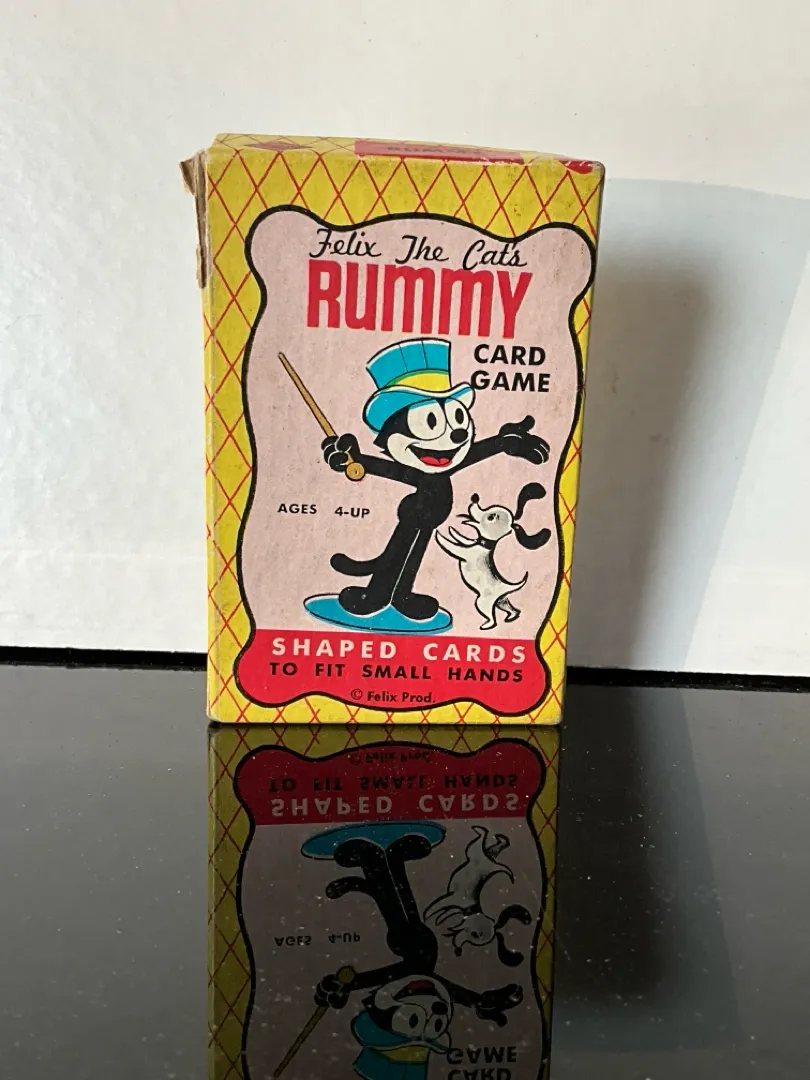 Felix The Cat's
RUMMY
CARD
GAME
AGES 4-UP
SHAPED CARDS
TO FIT SMALL HANDS
© Felix Prod.